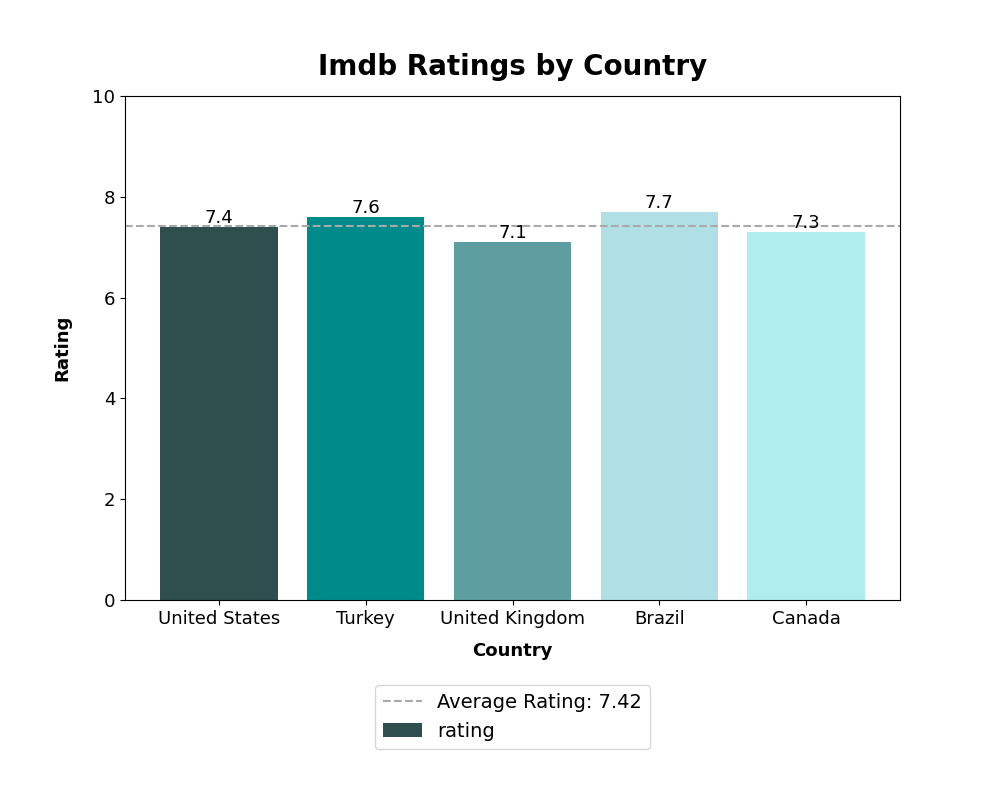 Imdb Ratings by Country
10
8
6
4
2
0
Rating
7.4
7.6
7.1
7.7
7.3
United States
Turkey
United Kingdom
Brazil
Canada
Country
Average Rating: 7.42
rating